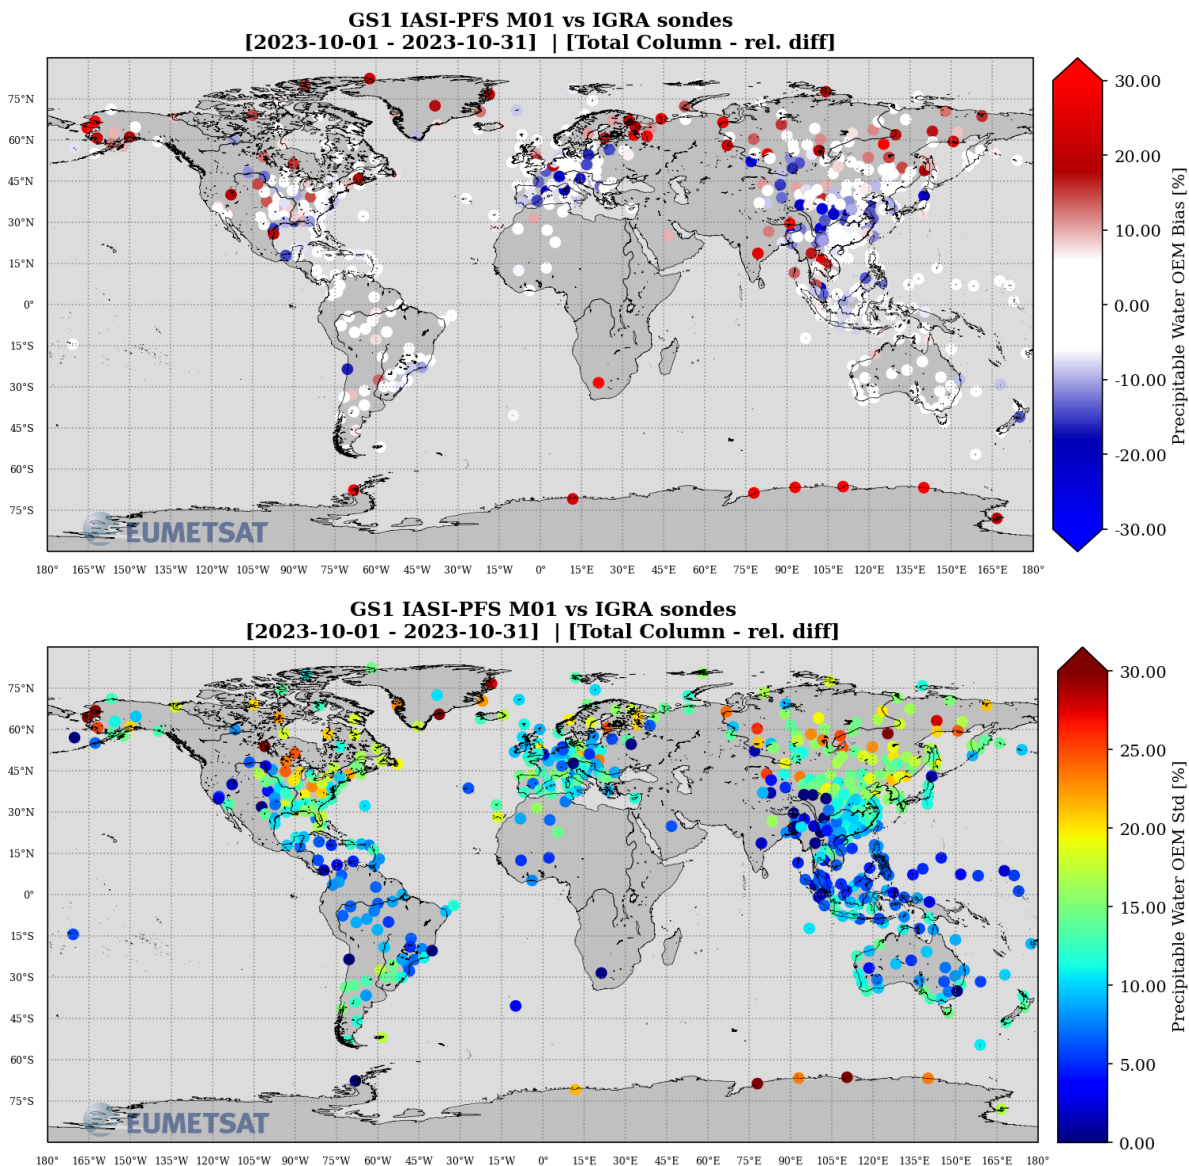 GS1 IASI-PFS M01 vs IGRA sondes
[2023-10-01 - 2023-10-31]  | [Total Column - rel. diff]
75°N
60°N
45°N
30°N
15°N
0°
15°S
30°S
45°S
60°S
75°S
EUMETSAT
180° 165°W 150°W 135°W 120°W 105°W 90°W 75°W 60°W 45°W 30°W 15°W 0° 15°E 30°E 45°E 60°E 75°E 90°E 105°E 120°E 135°E 150°E 165°E 180°
30.00
20.00
10.00
0.00
-10.00
-20.00
-30.00
Precipitable Water OEM Bias [%]
GS1 IASI-PFS M01 vs IGRA sondes
[2023-10-01 - 2023-10-31]  | [Total Column - rel. diff]
75°N
60°N
45°N
30°N
15°N
0°
15°S
30°S
45°S
60°S
75°S
EUMETSAT
180° 165°W 150°W 135°W 120°W 105°W 90°W 75°W 60°W 45°W 30°W 15°W 0° 15°E 30°E 45°E 60°E 75°E 90°E 105°E 120°E 135°E 150°E 165°E 180°
30.00
25.00
20.00
15.00
10.00
5.00
0.00
Precipitable Water OEM Std [%]